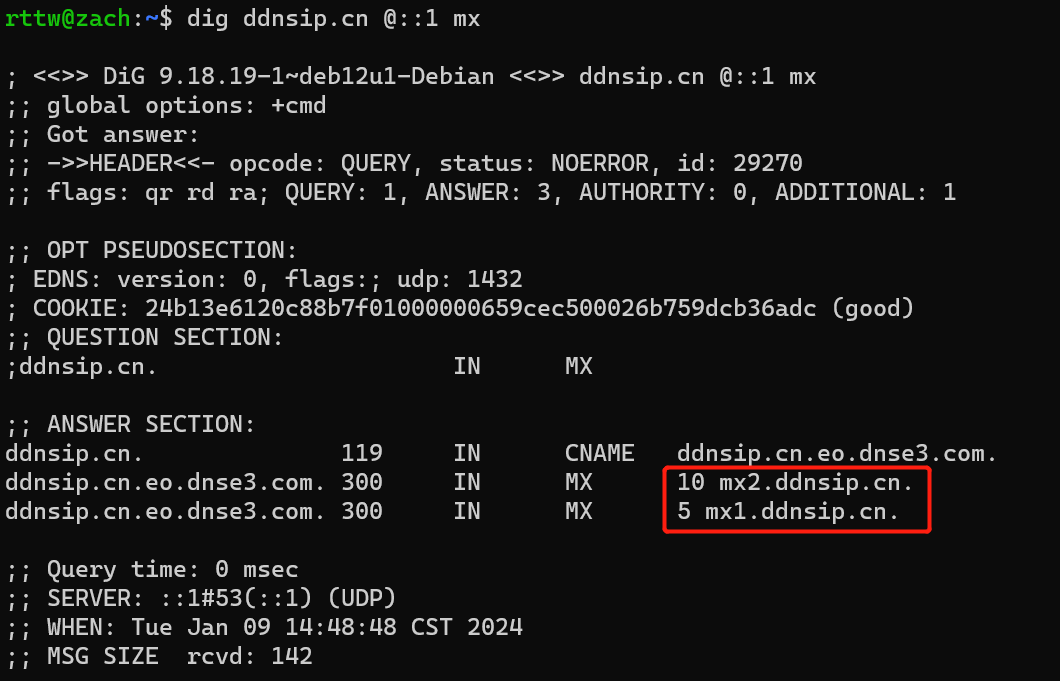 rttw@zach:~$ dig ddnsip.cn @::1 mx
; <<>> DiG 9.18.19-1~deb12u1-Debian <<>> ddnsip.cn @::1 mx
;; global options: +cmd
;; Got answer:
;; ->>HEADER<<- opcode: QUERY, status: NOERROR, id: 29270
;; flags: qr rd ra; QUERY: 1, ANSWER: 3, AUTHORITY: 0, ADDITIONAL: 1
;; OPT PSEUDOSECTION:
; EDNS: version: 0, flags:; udp: 1432
; COOKIE: 24b13e6120c88b7f01000000659cec500026b759dcb36adc (good)
;; QUESTION SECTION:
;ddnsip.cn. IN MX
;; ANSWER SECTION:
ddnsip.cn. 119 IN CNAME ddnsip.cn.eo.dnse3.com.
ddnsip.cn.eo.dnse3.com. 300 IN MX 10 mx2.ddnsip.cn.
ddnsip.cn.eo.dnse3.com. 300 IN MX 5 mx1.ddnsip.cn.
;; Query time: 0 msec
;; SERVER: ::1#53(::1) (UDP)
;; WHEN: Tue Jan 09 14:48:48 CST 2024
;; MSG SIZE rcvd: 142